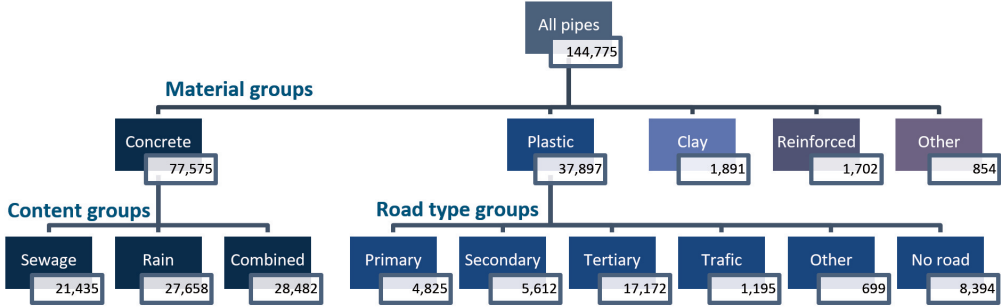 All pipes
144,775
Material groups
Concrete
77,575
Plastic
37,897
Clay
1,891
Reinforced
1,702
Other
854
Content groups
Road type groups
Sewage
21,435
Rain
27,658
Combined
28,482
Primary
4,825
Secondary
5,612
Tertiary
17,172
Trafic
1,195
Other
699
No road
8,394